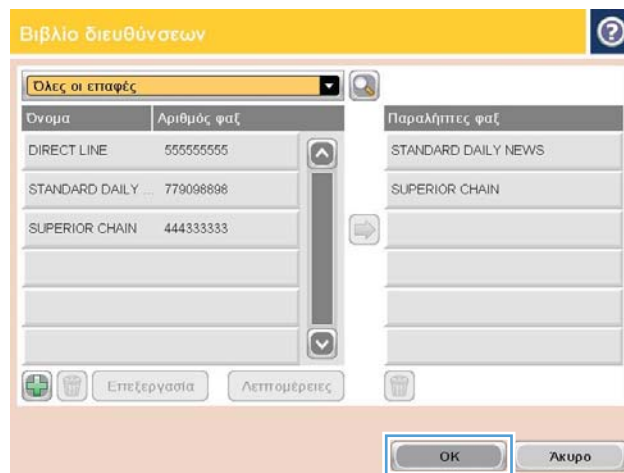 Βιβλίο διευθύνσεων
?
Όλες οι επαφές
Όνομα Αριθμός φαξ Παραλήπτες φαξ
DIRECT LINE 555555555 STANDARD DAILY NEWS
STANDARD DAILY ... 779098898 SUPERIOR CHAIN
SUPERIOR CHAIN 444333333
Επεξεργασία Λεπτομέρειες
OK Άκυρο